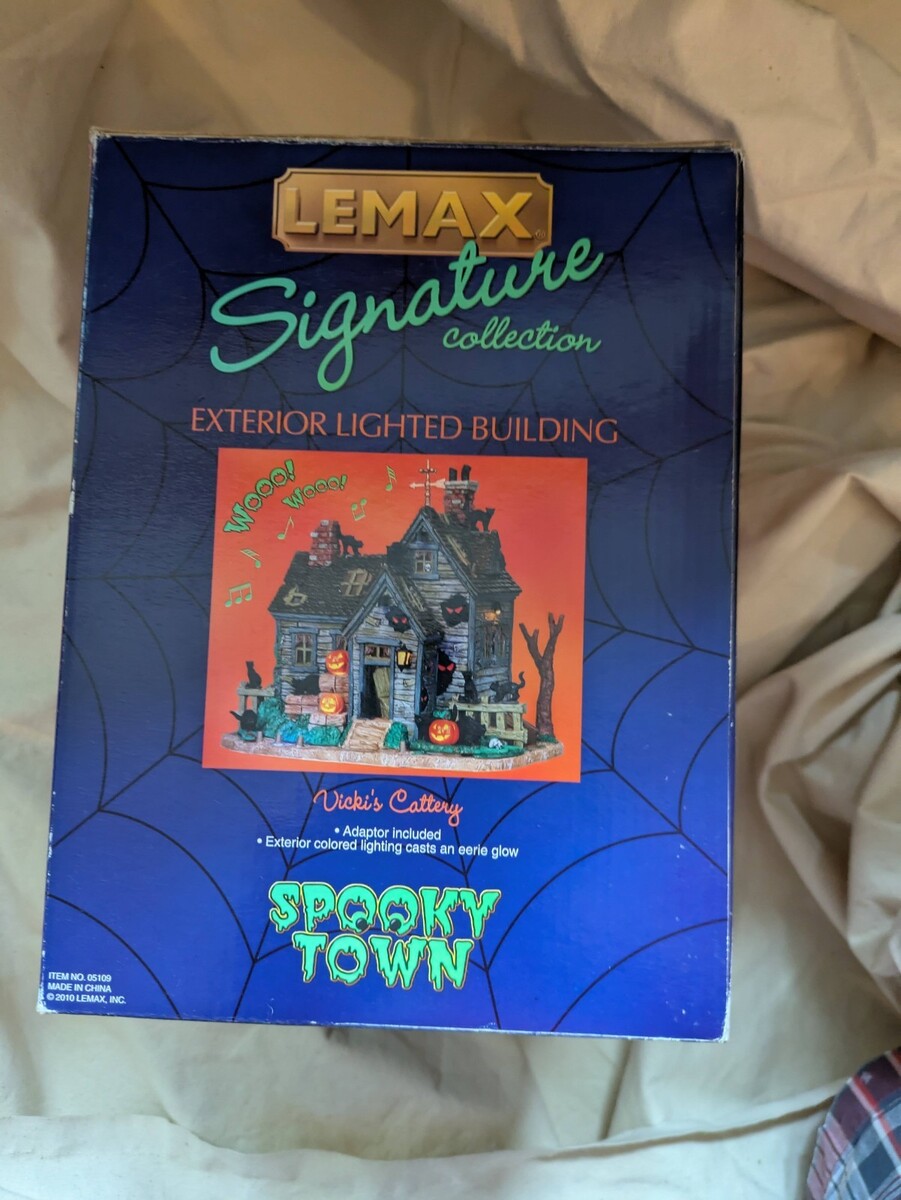 LEMAX
Signature
collection
EXTERIOR LIGHTED BUILDING
WOOO!
WOOO!
Vicki's Cattery
• Adaptor included
• Exterior colored lighting casts an eerie glow
SPOOKY
TOWN
ITEM NO. 05109
MADE IN CHINA
© 2010 LEMAX, INC.